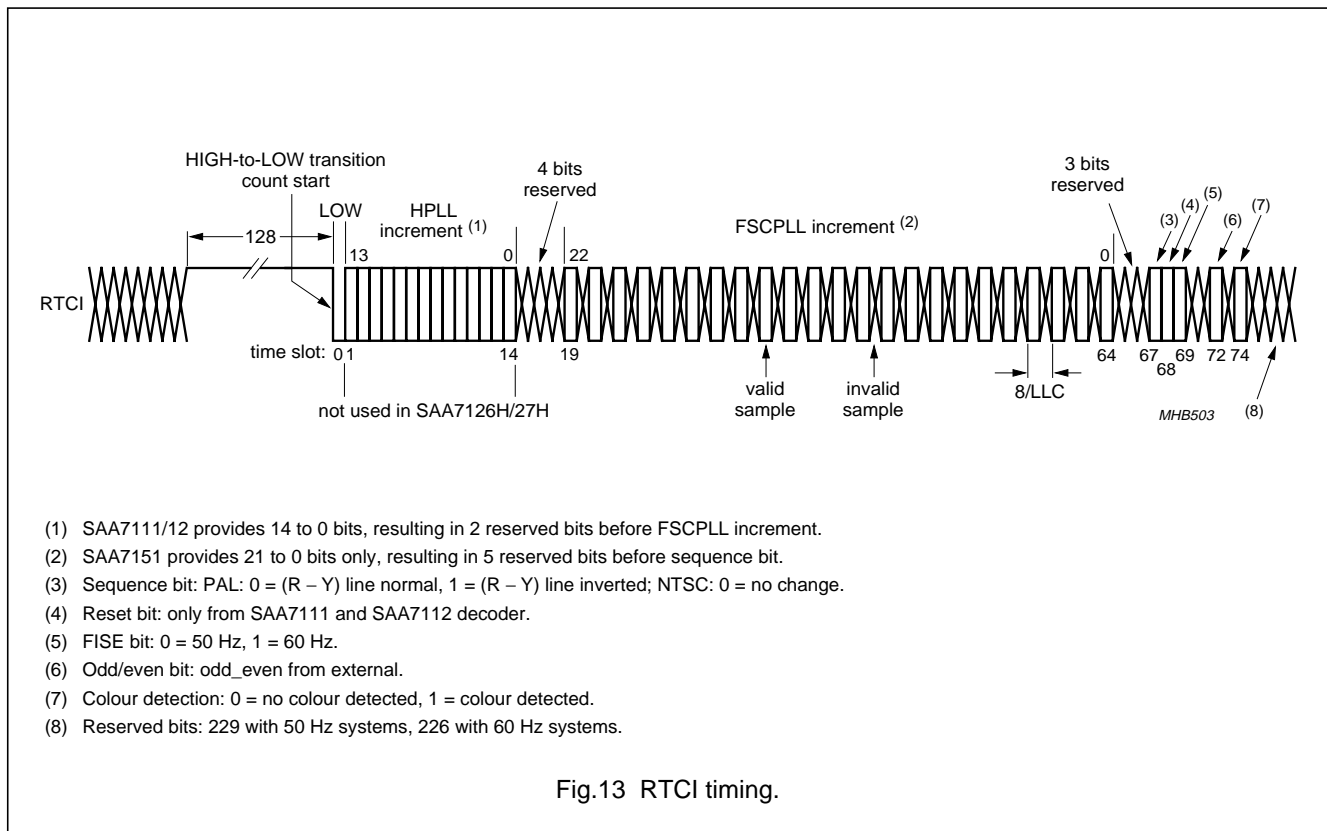 HIGH-to-LOW transition
count start
4 bits
reserved
3 bits
reserved
(3)
(4)
(5)
(6)
(7)
LOW
HPLL
increment (1)
FSCPLL increment (2)
128
13
0
22
0
RTCI
time slot:
0 1
14
19
64
67
68
69
72
74
not used in SAA7126H/27H
valid
sample
invalid
sample
8/LLC
MHB503
(8)
(1) SAA7111/12 provides 14 to 0 bits, resulting in 2 reserved bits before FSCPLL increment.
(2) SAA7151 provides 21 to 0 bits only, resulting in 5 reserved bits before sequence bit.
(3) Sequence bit: PAL: 0 = (R − Y) line normal, 1 = (R − Y) line inverted; NTSC: 0 = no change.
(4) Reset bit: only from SAA7111 and SAA7112 decoder.
(5) FISE bit: 0 = 50 Hz, 1 = 60 Hz.
(6) Odd/even bit: odd_even from external.
(7) Colour detection: 0 = no colour detected, 1 = colour detected.
(8) Reserved bits: 229 with 50 Hz systems, 226 with 60 Hz systems.
Fig.13 RTCI timing.